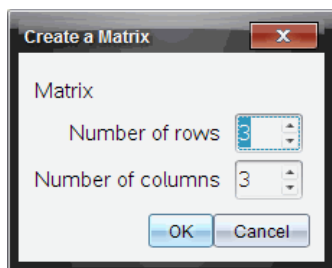 Create a Matrix
Matrix
Number of rows 3
Number of columns 3
OK Cancel